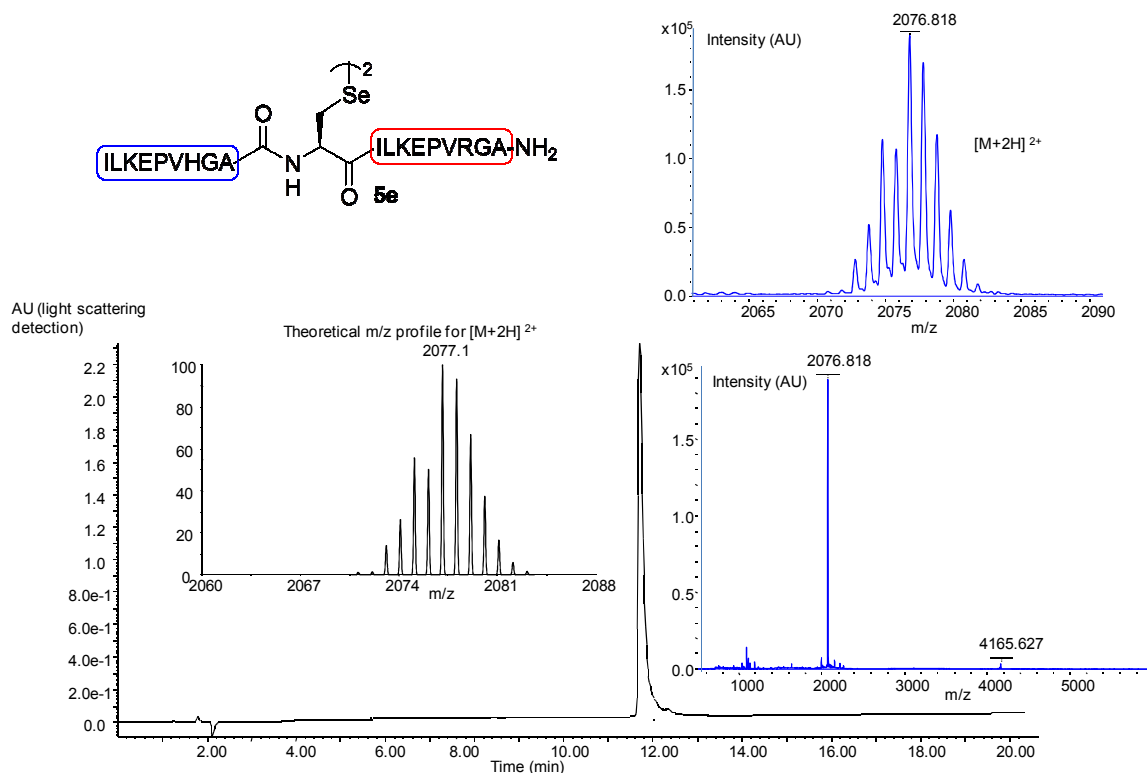 )2
Se
O
ILKEPVHGA
N
H
O
ILKEPVRGA-NH2
5e
x10⁵
Intensity (AU)
2076.818
[M+2H] 2+
1.5
1.0
0.5
0.0
2065 2070 2075 2080 2085 2090
m/z
AU (light scattering
detection)
2.2
2.0
1.8
1.6
1.4
1.2
1.0
8.0e-1
6.0e-1
4.0e-1
2.0e-1
0.0
2.00 4.00 6.00 8.00 10.00 12.00 14.00 16.00 18.00 20.00
Time (min)
Theoretical m/z profile for [M+2H] 2+
2077.1
100
80
60
40
20
0
2060 2067 2074 2081 2088
m/z
x10⁵
Intensity (AU)
2076.818
1.5
1.0
0.5
0.0
4165.627
1000 2000 3000 4000 5000
m/z